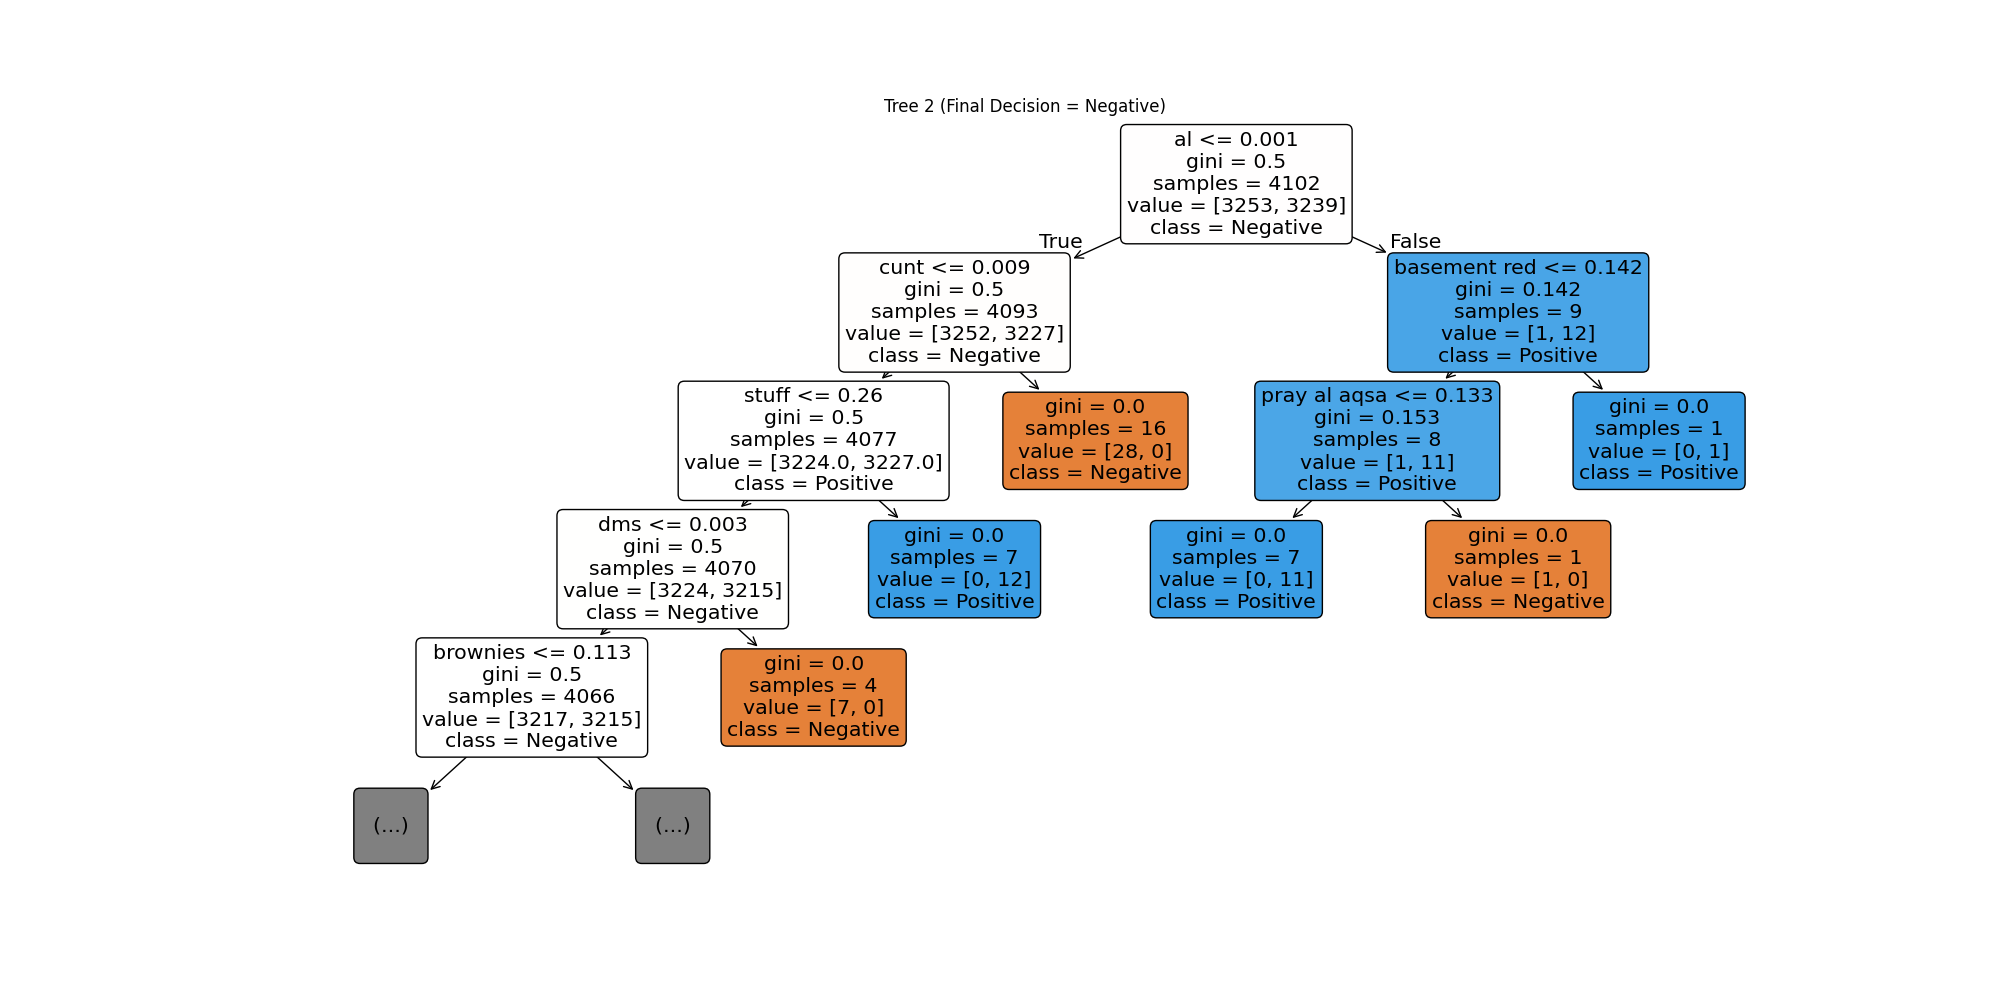 Tree 2 (Final Decision = Negative)
al <= 0.001
gini = 0.5
samples = 4102
value = [3253, 3239]
class = Negative
True
False
cunt <= 0.009
gini = 0.5
samples = 4093
value = [3252, 3227]
class = Negative
basement red <= 0.142
gini = 0.142
samples = 9
value = [1, 12]
class = Positive
stuff <= 0.26
gini = 0.5
samples = 4077
value = [3224.0, 3227.0]
class = Positive
gini = 0.0
samples = 16
value = [28, 0]
class = Negative
pray al aqsa <= 0.133
gini = 0.153
samples = 8
value = [1, 11]
class = Positive
gini = 0.0
samples = 1
value = [0, 1]
class = Positive
dms <= 0.003
gini = 0.5
samples = 4070
value = [3224, 3215]
class = Negative
gini = 0.0
samples = 7
value = [0, 12]
class = Positive
gini = 0.0
samples = 7
value = [0, 11]
class = Positive
gini = 0.0
samples = 1
value = [1, 0]
class = Negative
brownies <= 0.113
gini = 0.5
samples = 4066
value = [3217, 3215]
class = Negative
gini = 0.0
samples = 4
value = [7, 0]
class = Negative
(...)
(...)